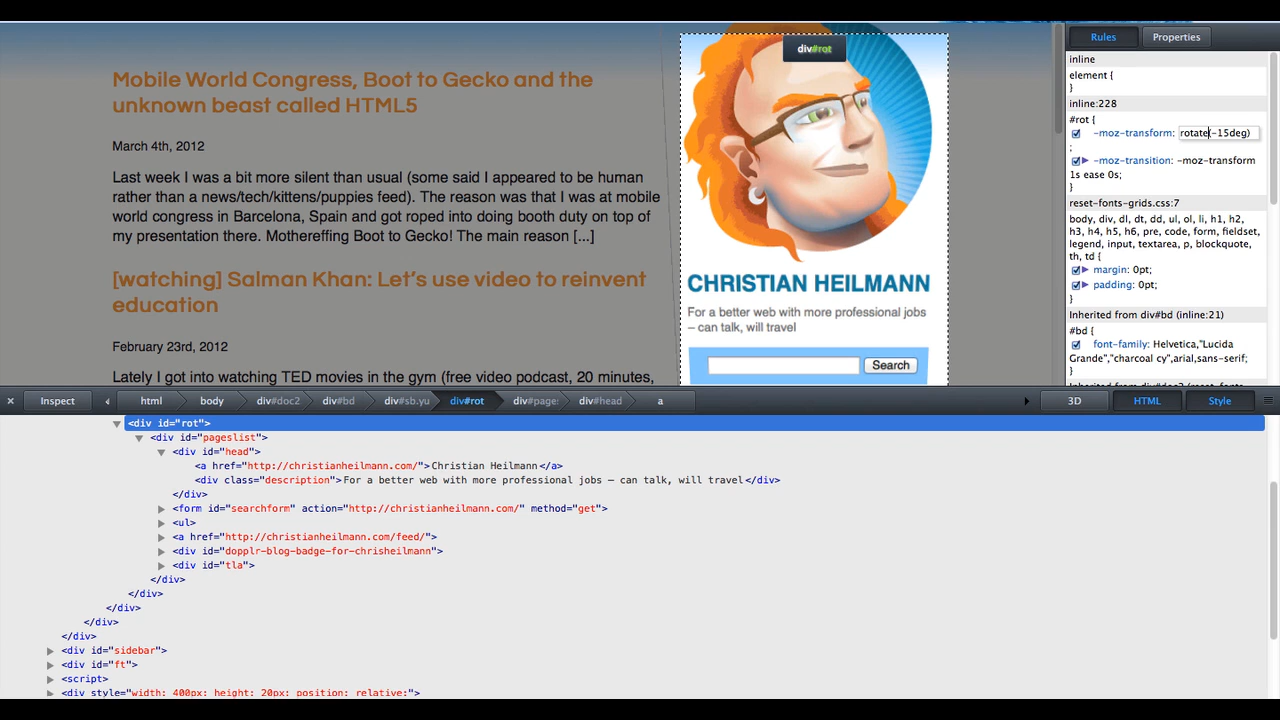 Mobile World Congress, Boot to Gecko and the
unknown beast called HTML5
March 4th, 2012
Last week I was a bit more silent than usual (some said I appeared to be human
rather than a news/tech/kittens/puppies feed). The reason was that I was at mobile
world congress in Barcelona, Spain and got roped into doing booth duty on top of
my presentation there. Mothereffing Boot to Gecko! The main reason [...]
[watching] Salman Khan: Let's use video to reinvent
education
February 23rd, 2012
Lately I got into watching TED movies in the gym (free video podcast, 20 minutes,
div#rot
CHRISTIAN HEILMANN
For a better web with more professional jobs
– can talk, will travel
Search
Rules Properties
inline
element {
}
inline:228
#rot {
-moz-transform: rotate(-15deg)
;
-moz-transition: -moz-transform
1s ease 0s;
}
reset-fonts-grids.css:7
body, div, dl, dt, dd, ul, ol, li, h1, h2,
h3, h4, h5, h6, pre, code, form, fieldset,
legend, input, textarea, p, blockquote,
th, td {
margin: 0pt;
padding: 0pt;
}
Inherited from div#bd (inline:21)
#bd {
font-family: Helvetica,"Lucida
Grande","charcoal cy",arial,sans-serif;
}
Inspect html body div#doc2 div#bd div#sb.yu div#rot div#page: div#head a 3D HTML Style
<div id="rot">
<div id="pageslist">
<div id="head">
<a href="http://christianheilmann.com/">Christian Heilmann</a>
<div class="description">For a better web with more professional jobs – can talk, will travel</div>
</div>
<form id="searchform" action="http://christianheilmann.com/" method="get">
<ul>
<a href="http://christianheilmann.com/feed/">
<div id="dopplr-blog-badge-for-chrisheilmann">
<div id="tla">
</div>
</div>
</div>
</div>
</div>
<div id="sidebar">
<div id="ft">
<script>
<div style="width: 400px; height: 20px; position: relative;">